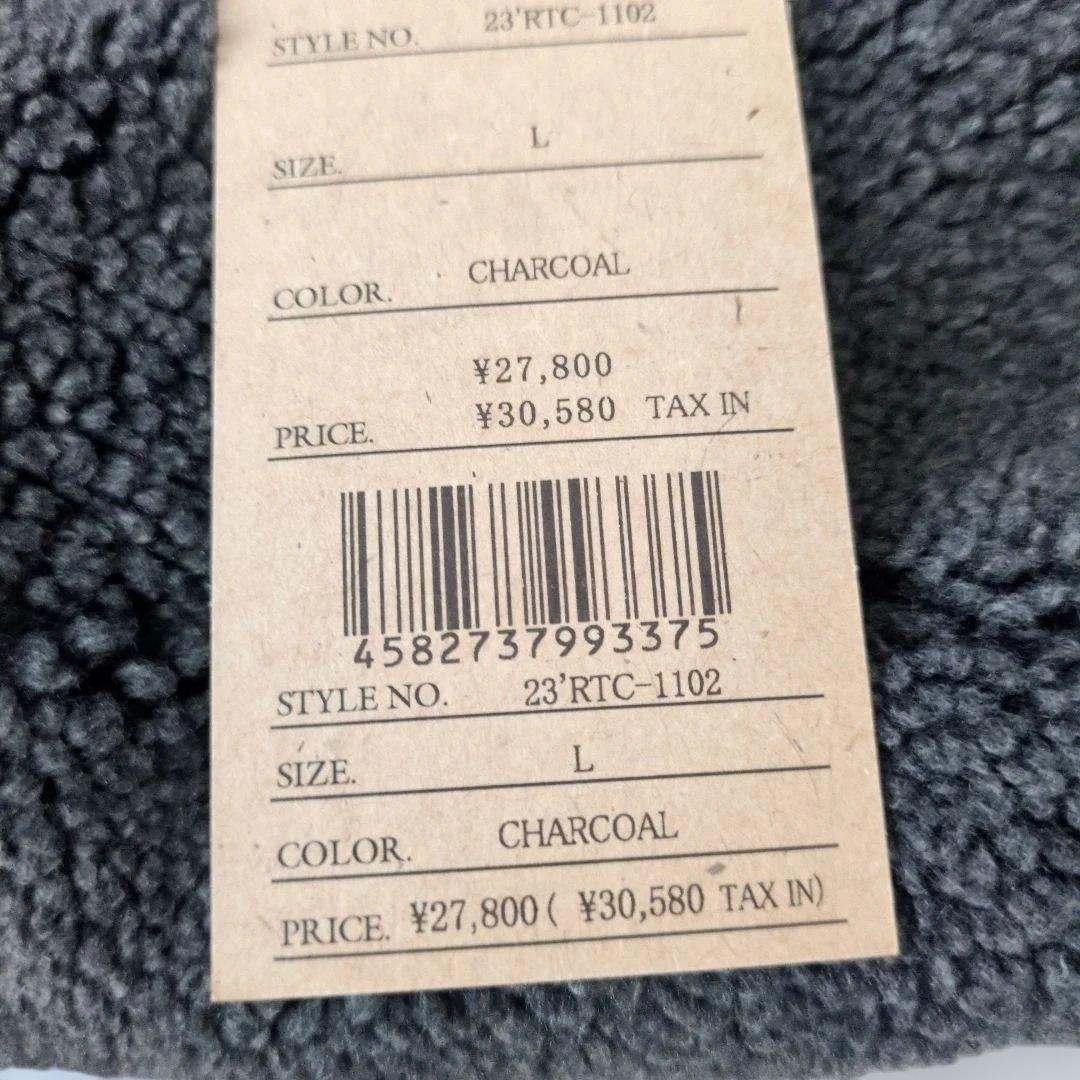 STYLE NO. 23'RTC-1102
SIZE. L
COLOR. CHARCOAL
¥27,800
PRICE. ¥30,580 TAX IN
4582737993375
STYLE NO. 23'RTC-1102
SIZE. L
COLOR. CHARCOAL
PRICE. ¥27,800( ¥30,580 TAX IN)